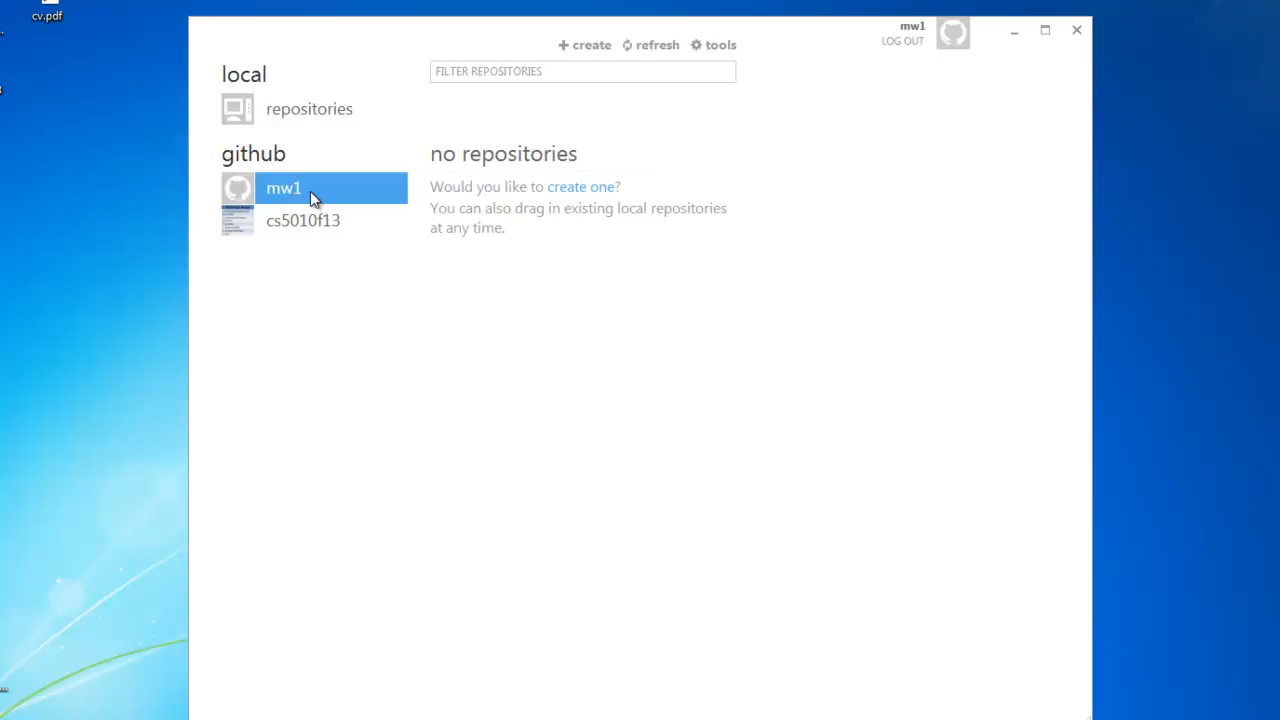 cv.pdf
mw1
LOG OUT
create refresh tools
FILTER REPOSITORIES
local
repositories
github
mw1
cs5010f13
no repositories
Would you like to create one?
You can also drag in existing local repositories
at any time.